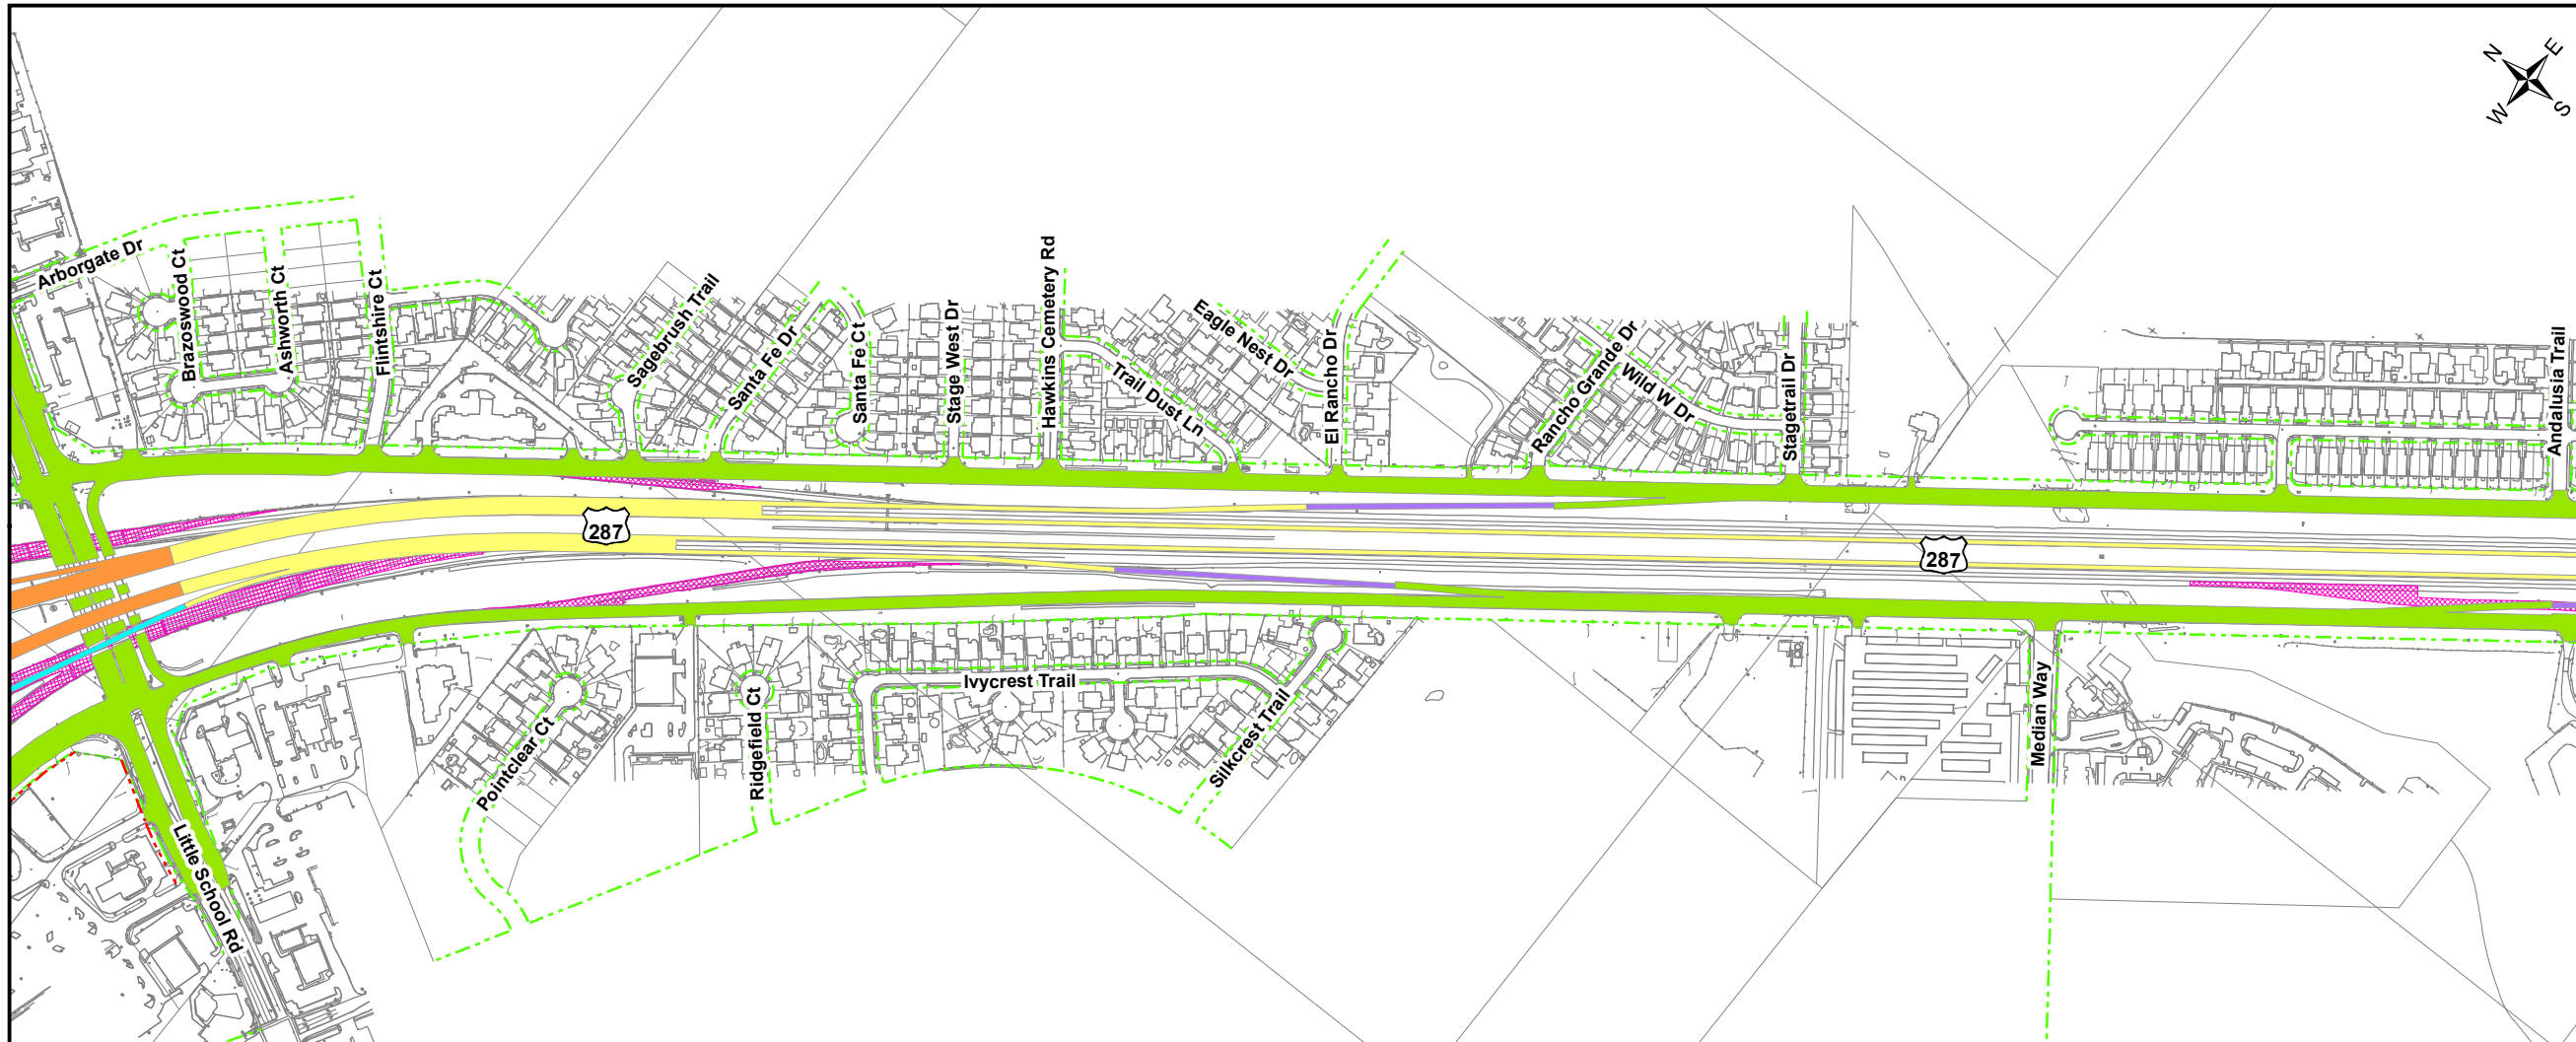 N
E
W
S
Arborgate Dr
Brazoswood Ct
Ashworth Ct
Flintshire Ct
Sagebrush Trail
Santa Fe Dr
Santa Fe Ct
Stage West Dr
Hawkins Cemetery Rd
Trail Dust Ln
Eagle Nest Dr
El Rancho Dr
Rancho Grande Dr
Wild W Dr
Stagetrail Dr
Andalusia Trail
287
287
Pointclear Ct
Ridgefield Ct
Ivycrest Trail
Silkcrest Trail
Median Way
Little School Rd